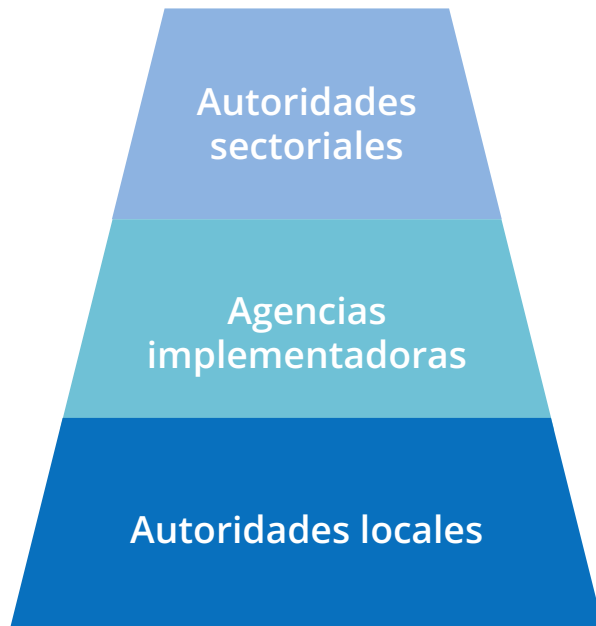 Autoridades
sectoriales
Agencias
implementadoras
Autoridades locales